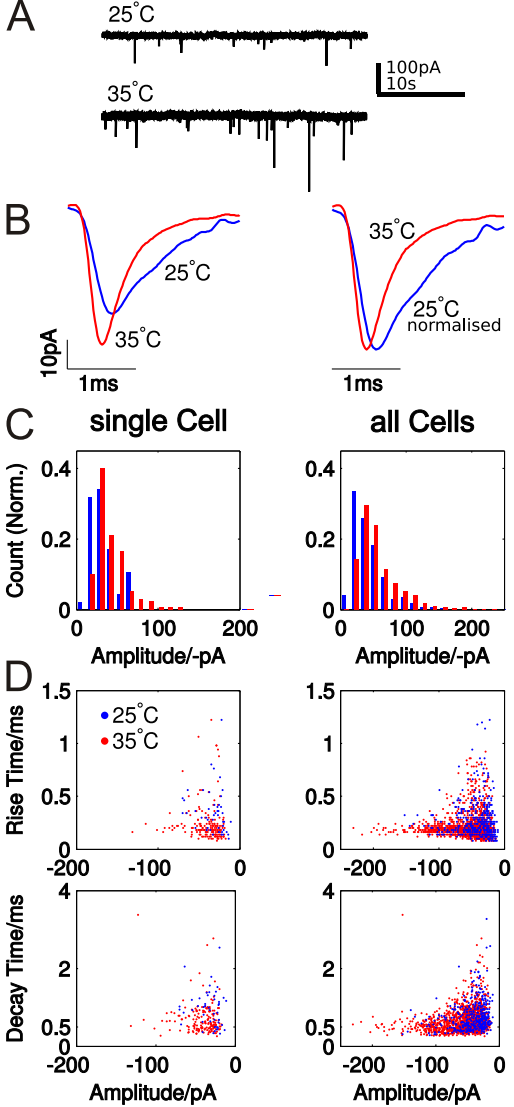 A
25°C
100pA
10s
35°C
B
35°C
25°C
25°C
normalised
35°C
10pA
1ms
1ms
C
single Cell
all Cells
Count (Norm.)
0.4
0.2
0
0
100
200
0.4
0.2
0
0
100
200
Amplitude/-pA
Amplitude/-pA
D
Rise Time/ms
1.5
1
0.5
0
25°C
35°C
-200
-100
0
1.5
1
0.5
0
-200
-100
0
Decay Time/ms
4
2
0.5
0
-200
-100
0
4
2
0.5
0
-200
-100
0
Amplitude/pA
Amplitude/pA